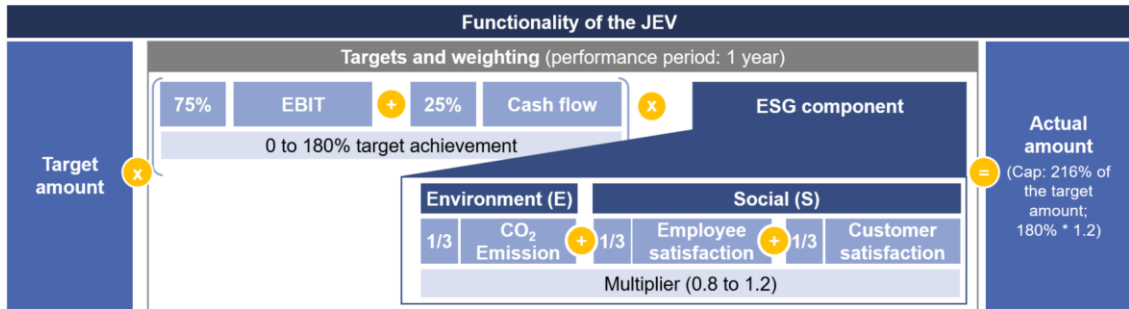 Functionality of the JEV
Targets and weighting (performance period: 1 year)
75%
EBIT
+
25%
Cash flow
x
ESG component
0 to 180% target achievement
Target
amount
x
Environment (E)
Social (S)
1/3
CO₂
Emission
+
1/3
Employee
satisfaction
+
1/3
Customer
satisfaction
Multiplier (0.8 to 1.2)
=
Actual
amount
(Cap: 216% of
the target
amount;
180% * 1.2)